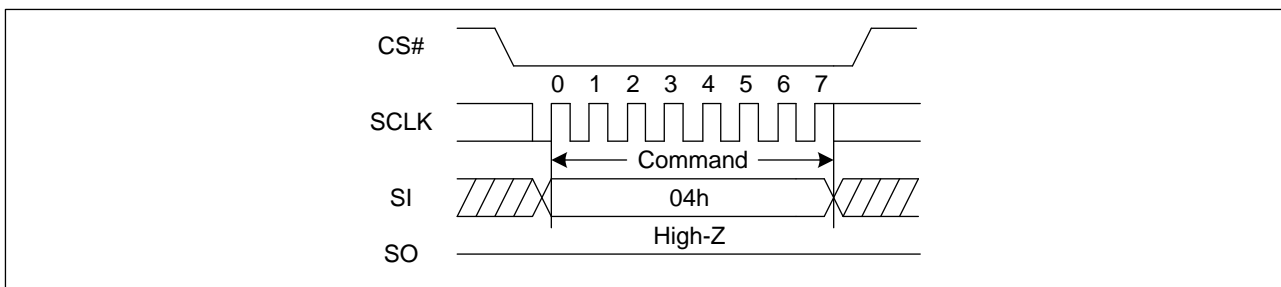 CS#
0 1 2 3 4 5 6 7
SCLK
Command
SI 04h
High-Z
SO